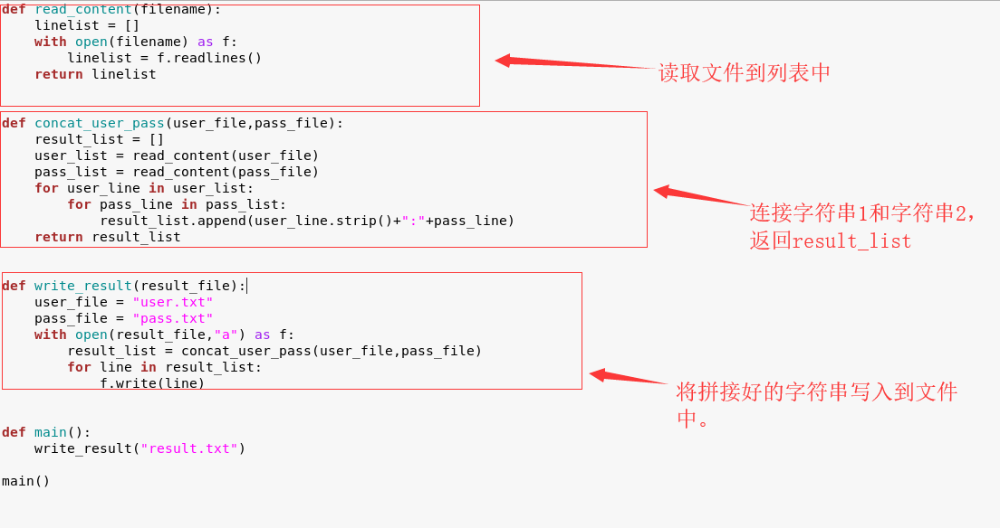 def read_content(filename):
    linelist = []
    with open(filename) as f:
        linelist = f.readlines()
    return linelist
读取文件到列表中
def concat_user_pass(user_file,pass_file):
    result_list = []
    user_list = read_content(user_file)
    pass_list = read_content(pass_file)
    for user_line in user_list:
        for pass_line in pass_list:
            result_list.append(user_line.strip()+":"+pass_line)
    return result_list
连接字符串1和字符串2，
返回result_list
def write_result(result_file):
    user_file = "user.txt"
    pass_file = "pass.txt"
    with open(result_file,"a") as f:
        result_list = concat_user_pass(user_file,pass_file)
        for line in result_list:
            f.write(line)
将拼接好的字符串写入到文件
中。
def main():
    write_result("result.txt")
main()